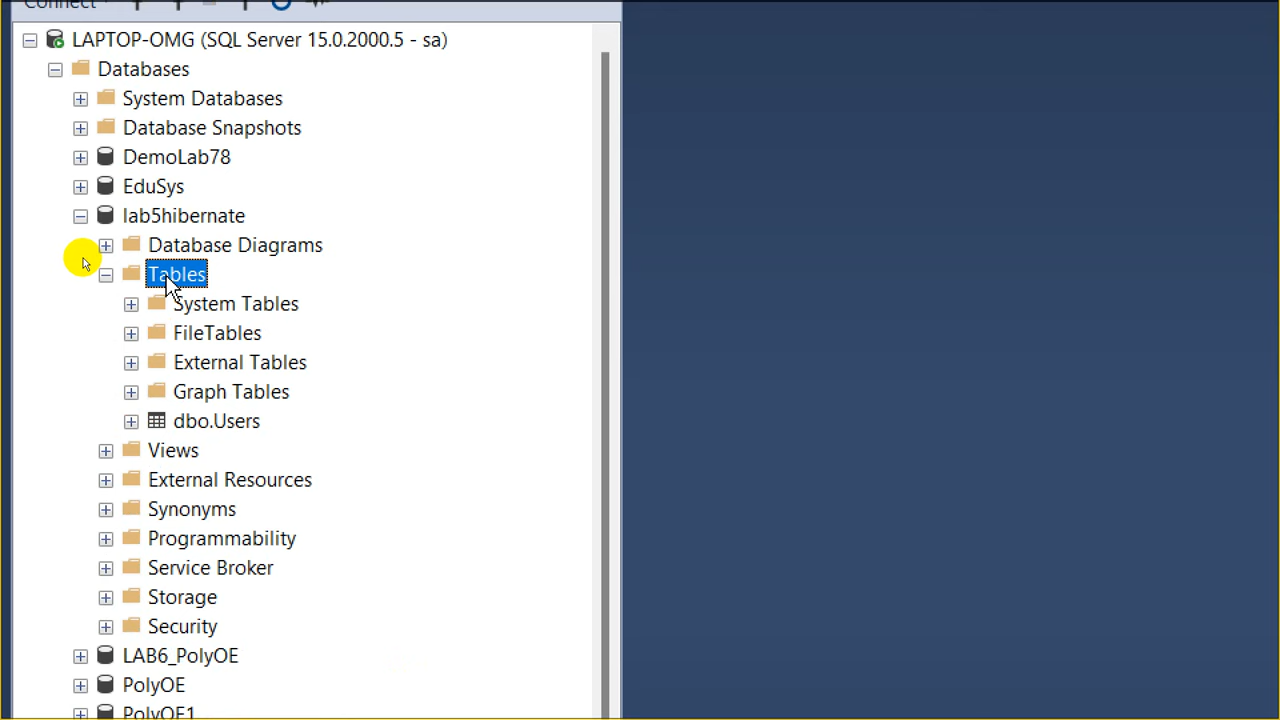 Connect
LAPTOP-OMG (SQL Server 15.0.2000.5 - sa)
Databases
System Databases
Database Snapshots
DemoLab78
EduSys
lab5hibernate
Database Diagrams
Tables
System Tables
FileTables
External Tables
Graph Tables
dbo.Users
Views
External Resources
Synonyms
Programmability
Service Broker
Storage
Security
LAB6_PolyOE
PolyOE
PolyOE1